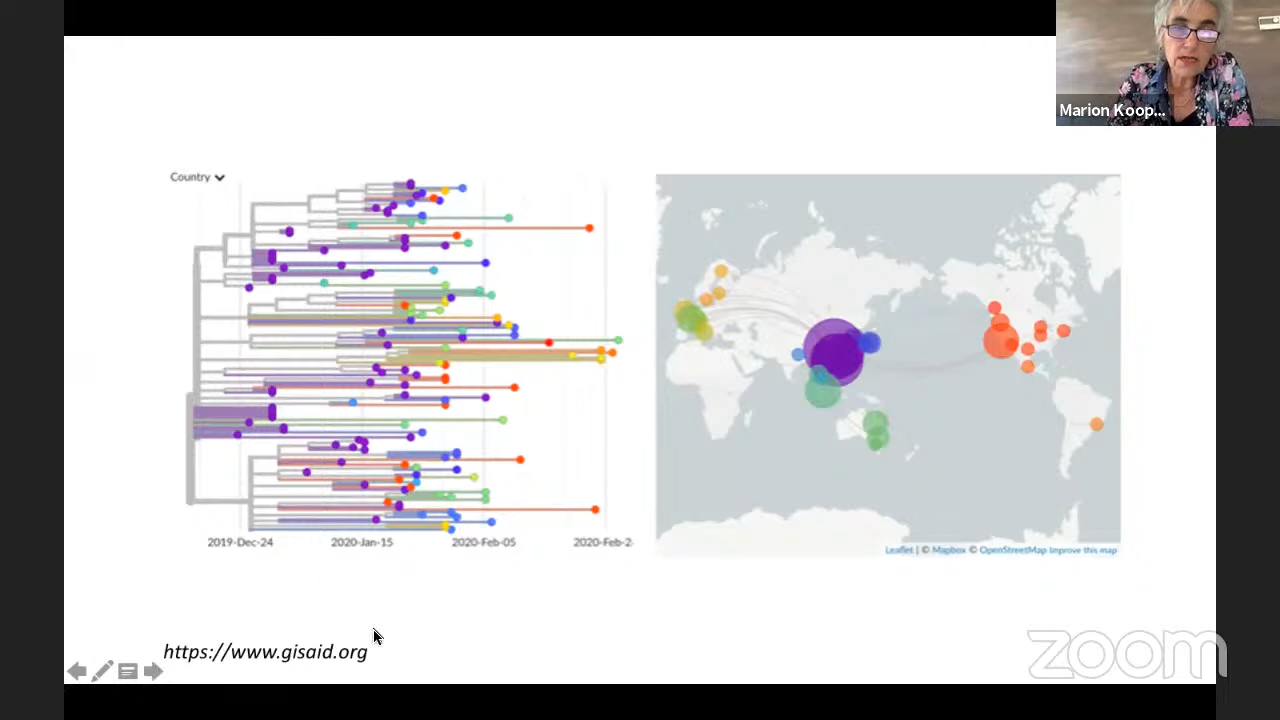 Marion Koop...
Country
2019-Dec-24
2020-Jan-15
2020-Feb-05
2020-Feb-2
Leaflet | © Mapbox © OpenStreetMap Improve this map
https://www.gisaid.org
zoom